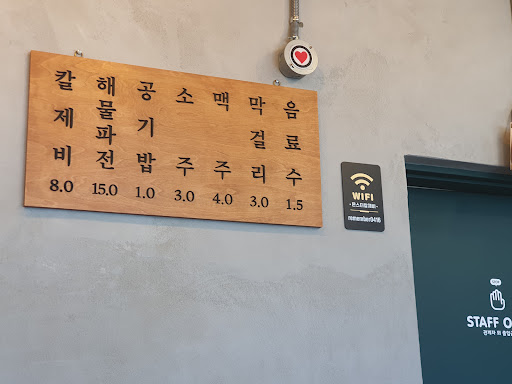 칼제비 8.0
해물파전 15.0
공기밥 1.0
소주 3.0
맥주 4.0
막걸리 3.0
음료수 1.5
WIFI
remember0416
STAFF O